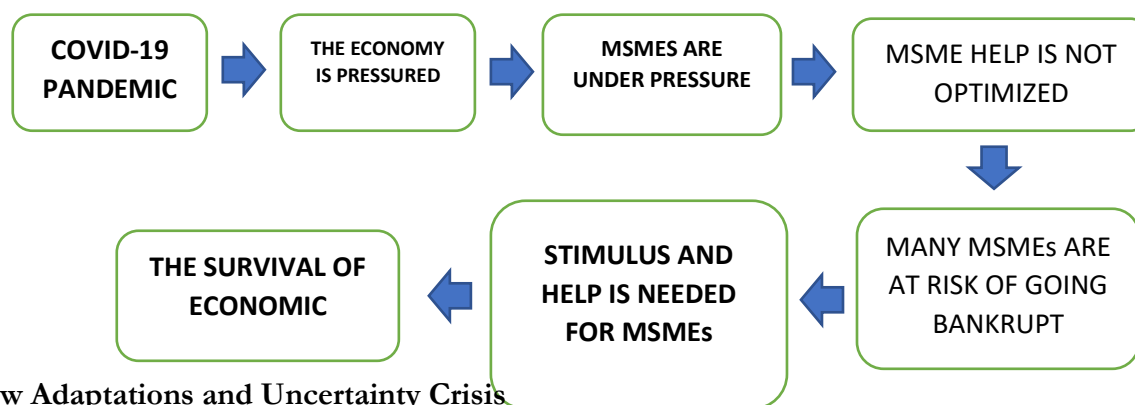 COVID-19
PANDEMIC
THE ECONOMY
IS PRESSURED
MSMES ARE
UNDER PRESSURE
MSME HELP IS NOT
OPTIMIZED
MANY MSMEs ARE
AT RISK OF GOING
BANKRUPT
STIMULUS AND
HELP IS NEEDED
FOR MSMEs
THE SURVIVAL OF
ECONOMIC
Adaptations and Uncertainty Crisis